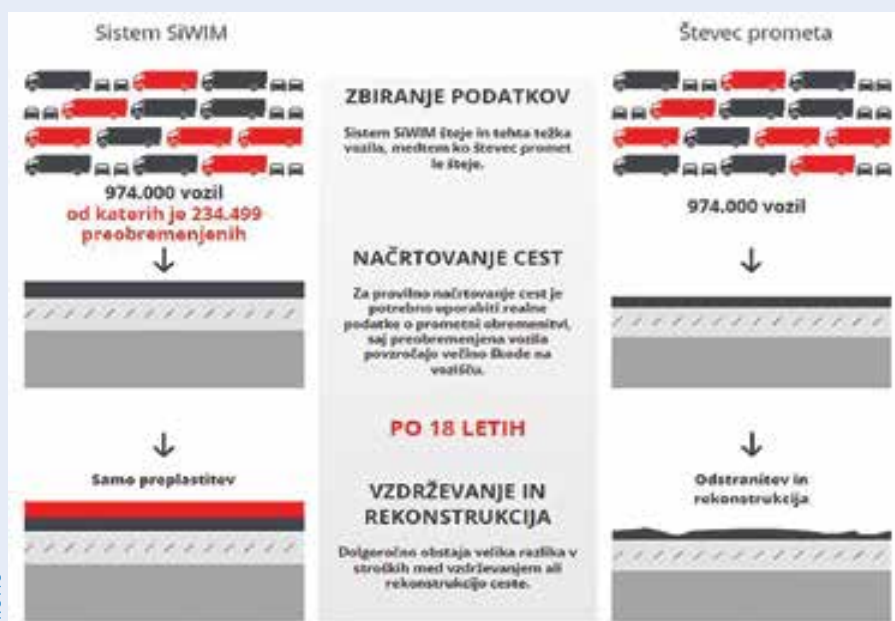 Sistem SiWIM
974.000 vozil
od katerih je 234.499
preobremenjenih
Samo preplastitev
ZBIRANJE PODATKOV
Sistem SiWIM šteje in tehta težka
vozila, medtem ko števec promet
le šteje.
NAČRTOVANJE CEST
Za pravilno načrtovanje cest je
potrebno uporabiti realne
podatke o prometni obremenitvi,
saj preobremenjena vozila
povzročajo večino škode na
vozišču.
PO 18 LETIH
VZDRŽEVANJE IN
REKONSTRUKCIJA
Dolgoročno obstaja velika razlika v
stroških med vzdrževanjem ali
rekonstrukcijo ceste.
Števec prometa
974.000 vozil
Odstranitev in
rekonstrukcija